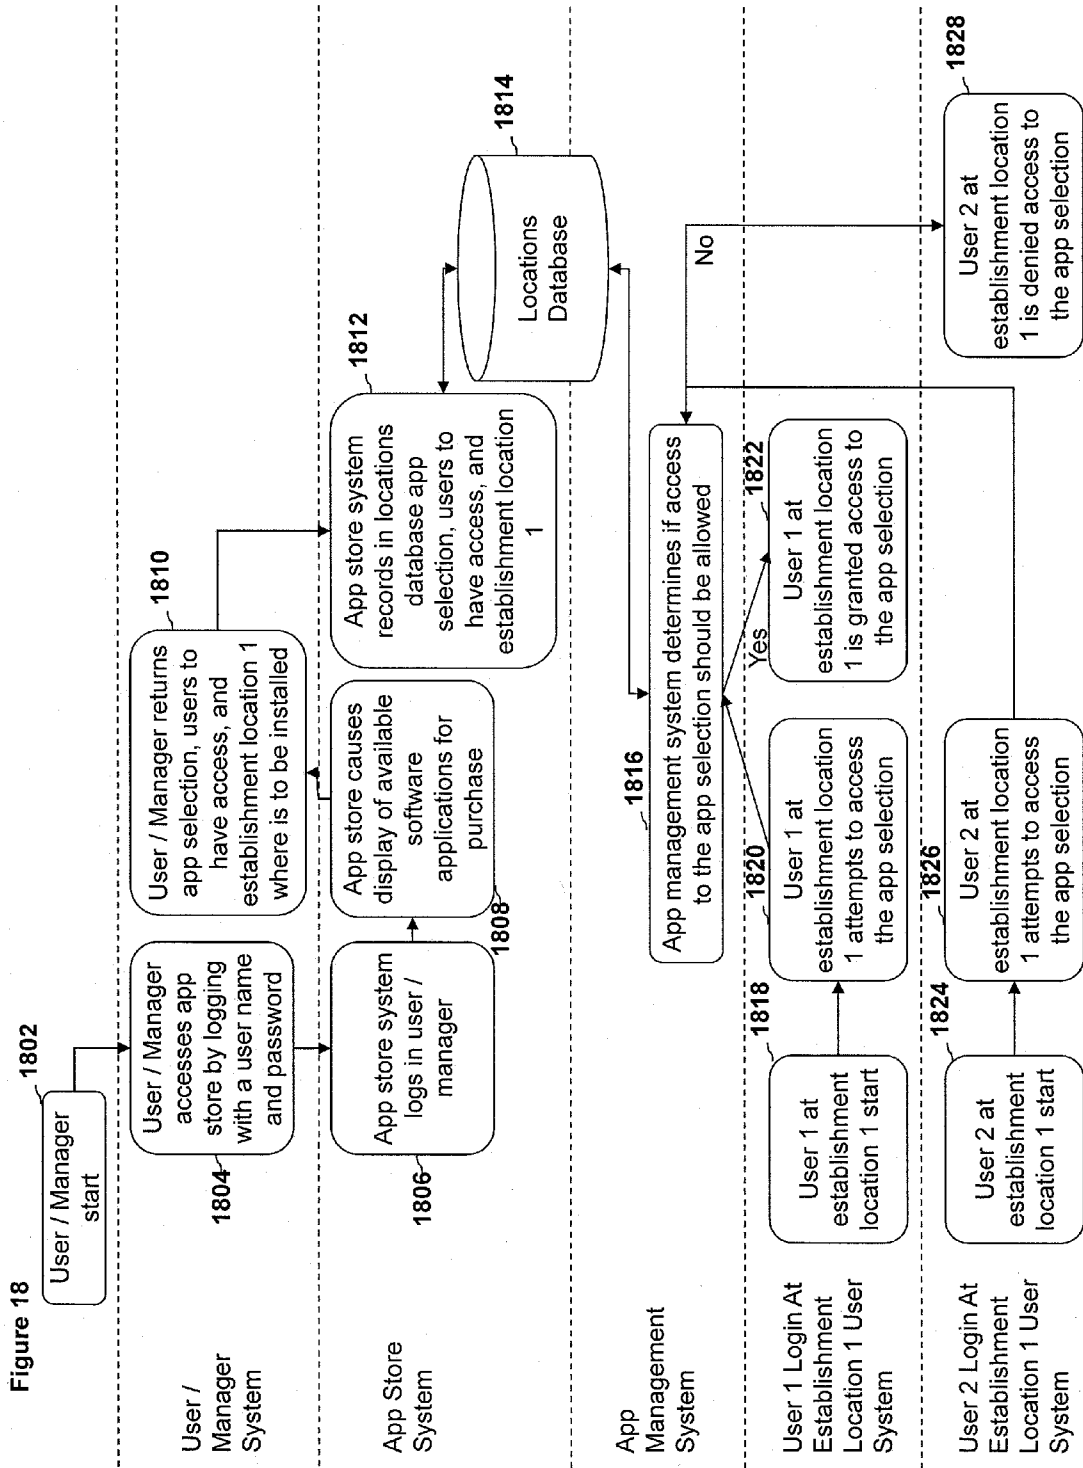 Figure 18
User / Manager
start
1802
User /
Manager
System
User / Manager
accesses app
store by logging
with a user name
and password
1804
User / Manager returns
app selection, users to
have access, and
establishment location 1
where is to be installed
1810
App Store
System
App store system
logs in user /
manager
1806
App store causes
display of available
software
applications for
purchase
1808
App store system
records in locations
database app
selection, users to
have access, and
establishment location
1
1812
Locations
Database
1814
App
Management
System
1816
App management system determines if access
to the app selection should be allowed
No
User 1 Login At
Establishment
Location 1 User
System
1818
User 1 at
establishment
location 1 start
1820
User 1 at
establishment location
1 attempts to access
the app selection
Yes
1822
User 1 at
establishment location
1 is granted access to
the app selection
User 2 Login At
Establishment
Location 1 User
System
1824
User 2 at
establishment
location 1 start
1826
User 2 at
establishment location
1 attempts to access
the app selection
1828
User 2 at
establishment location
1 is denied access to
the app selection